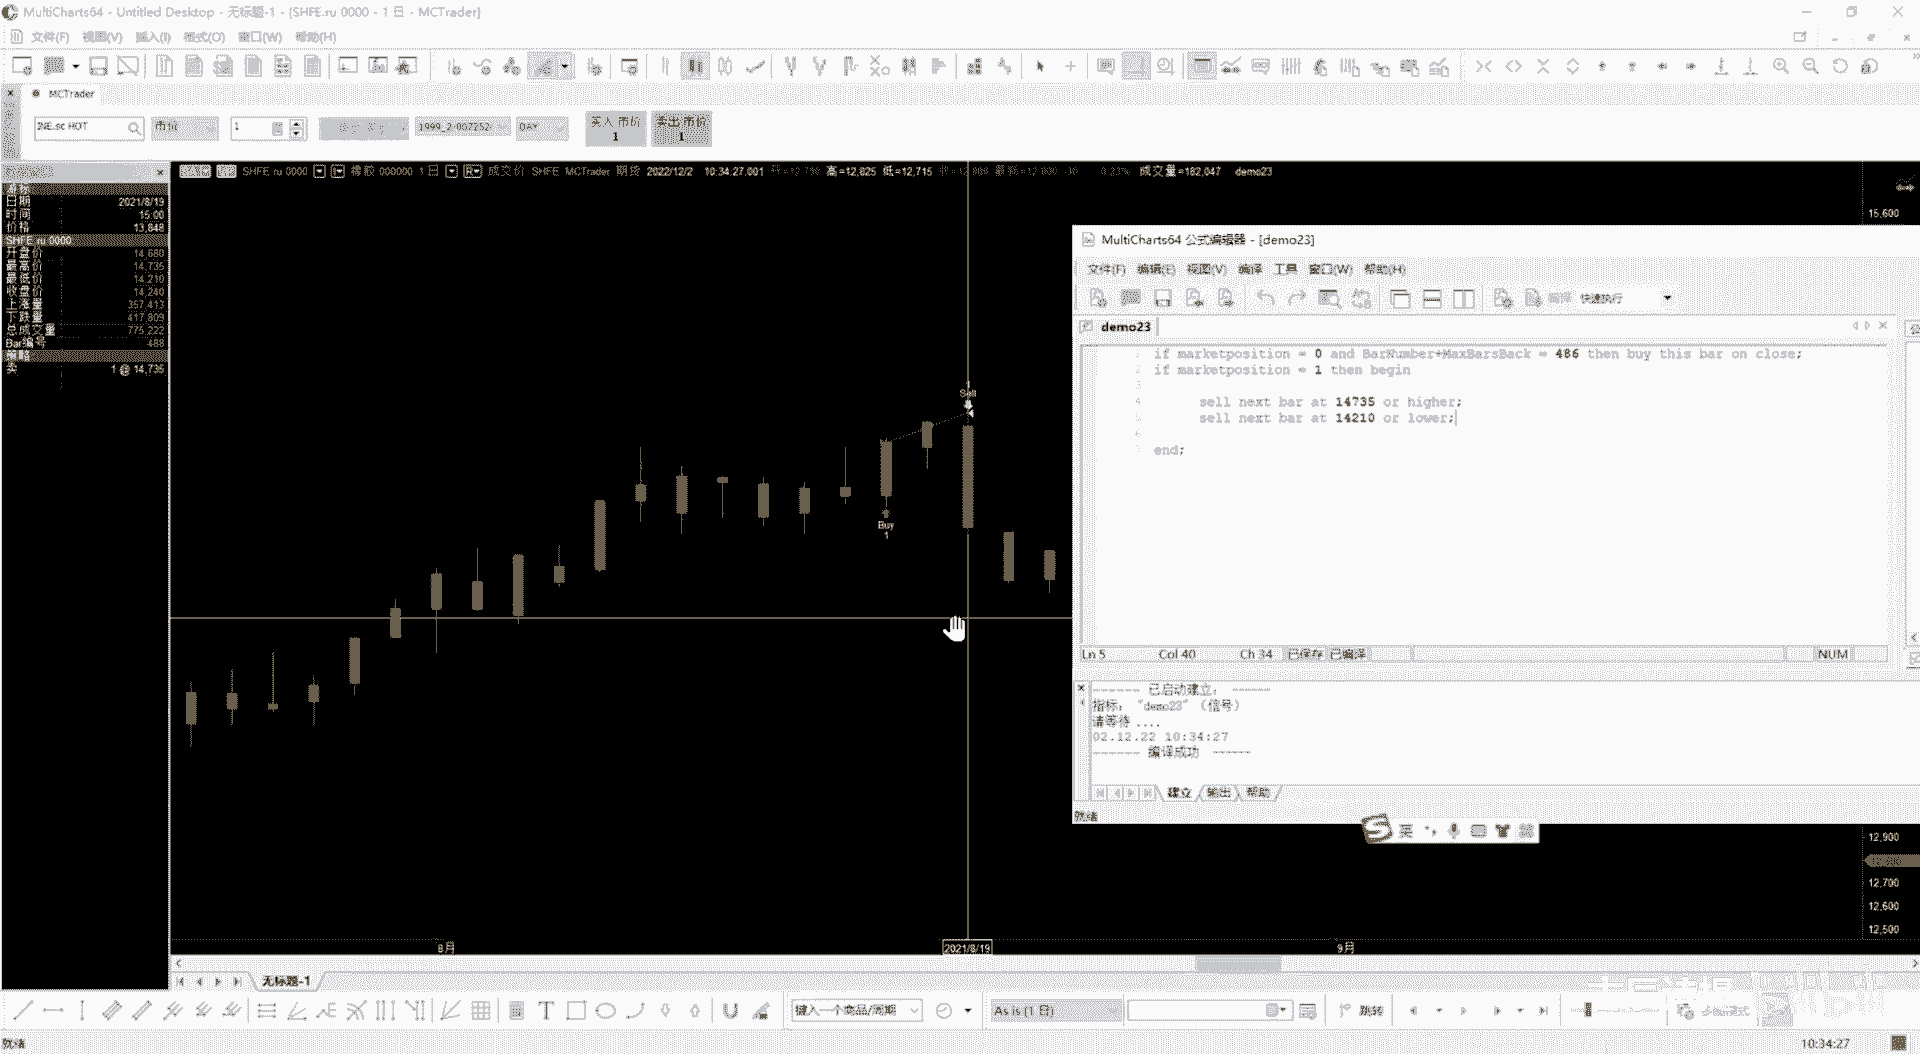 MultiCharts64 - Untitled Desktop - 无标题-1 - [SHFE.ru 0000 - 1 日 - MCTrader]
文件(F) 视图(V) 插入(I) 格式(O) 窗口(W) 帮助(H)
MCTrader
INE.sc HOT 市价 1 DAY 买入 市价 1 卖出 市价 1
SHFE ru 0000 橡胶 000000 1 日 成交价 SHFE MCTrader 期货 2022/12/2 10:34:27.001 高=12,825 低=12,715 成交量=182,047 demo23
日期 2021/8/19
时间 15:00
价格 13,848
SHFE ru 0000
开盘价 14,680
最高价 14,735
最低价 14,210
收盘价 14,240
上涨量 357,413
下跌量 417,809
总成交量 775,222
Bar编号 488
策略
卖 1 @ 14,735
15,600
Sell
Buy
1
12,900
12,700
12,600
12,500
8月 2021/8/19 9月
MultiCharts64 公式编辑器 - [demo23]
文件(F) 编辑(E) 视图(V) 编译 工具 窗口(W) 帮助(H)
编译 快速执行
demo23
1 if marketposition = 0 and BarNumber+MaxBarsBack = 486 then buy this bar on close;
2 if marketposition = 1 then begin
3
4 sell next bar at 14735 or higher;
5 sell next bar at 14210 or lower;
6
7 end;
Ln 5 Col 40 Ch 34 已保存 已编译 NUM
------ 已启动建立: ------
指标: "demo23" (信号)
请等待 ....
02.12.22 10:34:27
------ 编译成功 ------
建立 输出 帮助
就绪
英
无标题-1
键入一个商品/周期 As is (1 日) 跳转
就绪 10:34:27